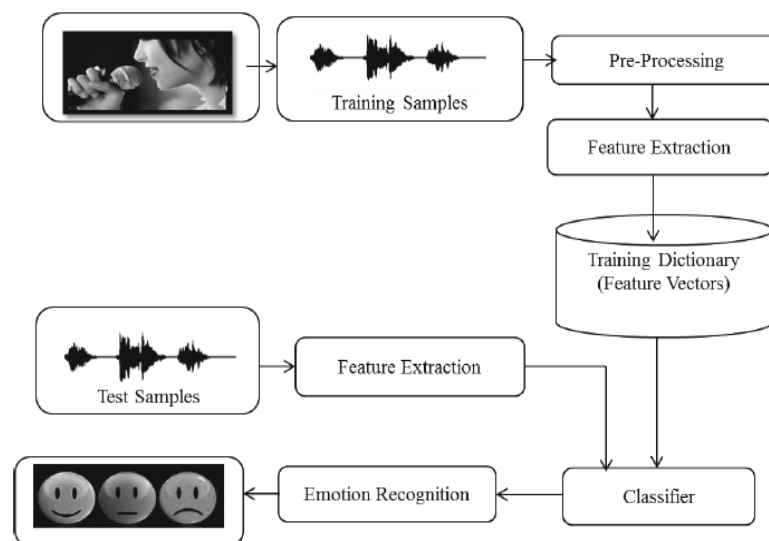 Training Samples
Pre-Processing
Feature Extraction
Training Dictionary
(Feature Vectors)
Test Samples
Feature Extraction
Classifier
Emotion Recognition